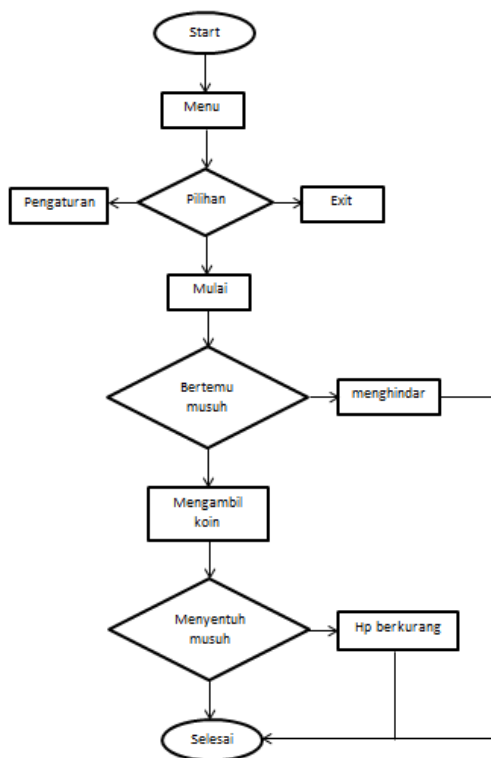 Start
Menu
Pengaturan
Pilihan
Exit
Mulai
Bertemu
musuh
menghindar
Mengambil
koin
Menyentuh
musuh
Hp berkurang
Selesai